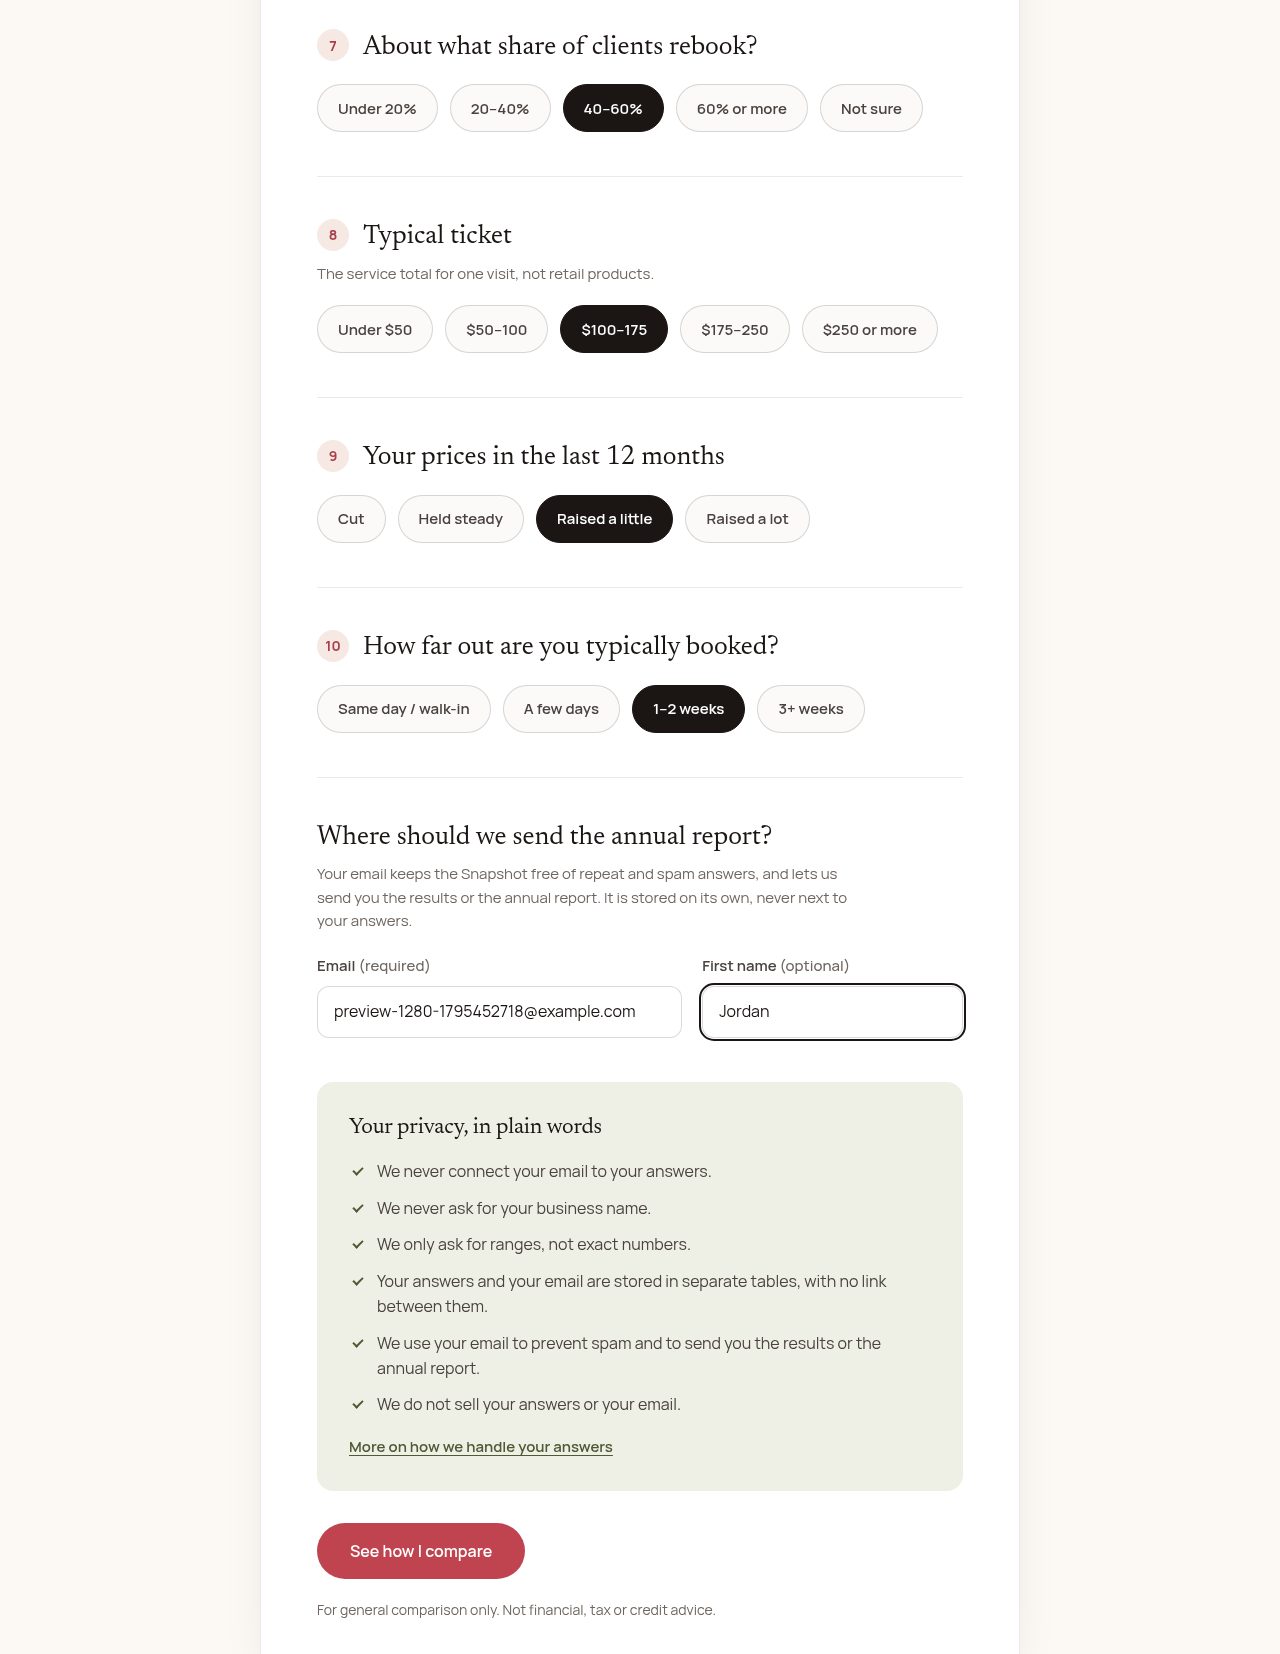 7 About what share of clients rebook?
Under 20% 20–40% 40–60% 60% or more Not sure
8 Typical ticket
The service total for one visit, not retail products.
Under $50 $50–100 $100–175 $175–250 $250 or more
9 Your prices in the last 12 months
Cut Held steady Raised a little Raised a lot
10 How far out are you typically booked?
Same day / walk-in A few days 1–2 weeks 3+ weeks
Where should we send the annual report?
Your email keeps the Snapshot free of repeat and spam answers, and lets us
send you the results or the annual report. It is stored on its own, never next to
your answers.
Email (required) First name (optional)
preview-1280-1795452718@example.com Jordan
Your privacy, in plain words
We never connect your email to your answers.
We never ask for your business name.
We only ask for ranges, not exact numbers.
Your answers and your email are stored in separate tables, with no link
between them.
We use your email to prevent spam and to send you the results or the
annual report.
We do not sell your answers or your email.
More on how we handle your answers
See how I compare
For general comparison only. Not financial, tax or credit advice.